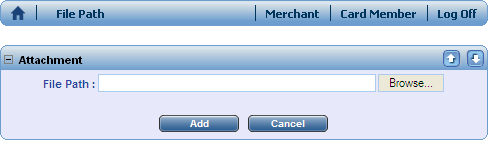 File Path Merchant Card Member Log Off
Attachment
File Path : Browse...
Add Cancel